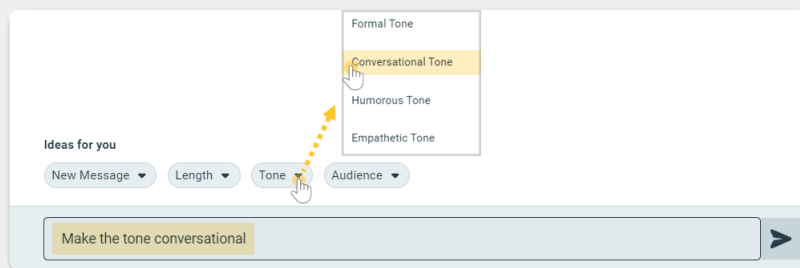 Formal Tone
Conversational Tone
Humorous Tone
Empathetic Tone
Ideas for you
New Message
Length
Tone
Audience
Make the tone conversational